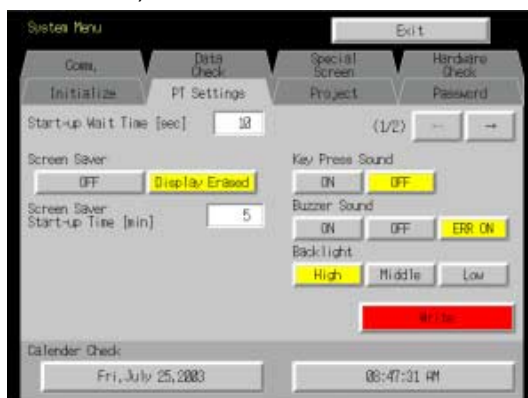 System Menu
Exit
Comm.
Data Check
Special Screen
Hardware Check
Initialize
PT Settings
Project
Password
Start-up Wait Time [sec]
10
(1/2)
←
→
Screen Saver
OFF
Display Erased
Key Press Sound
ON
OFF
Screen Saver
Start-up Time [min]
5
Buzzer Sound
ON
OFF
ERR ON
Backlight
High
Middle
Low
Write
Calender Check
Fri,July 25,2003
08:47:31 AM